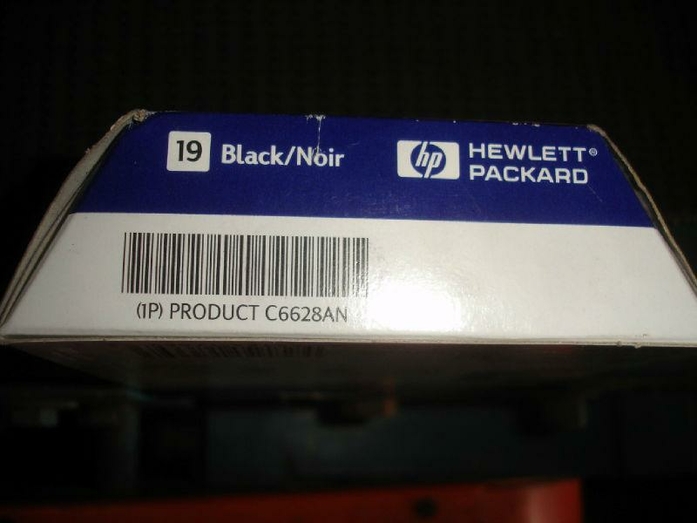 19 Black/Noir
hp HEWLETT®
PACKARD
(1P) PRODUCT C6628AN